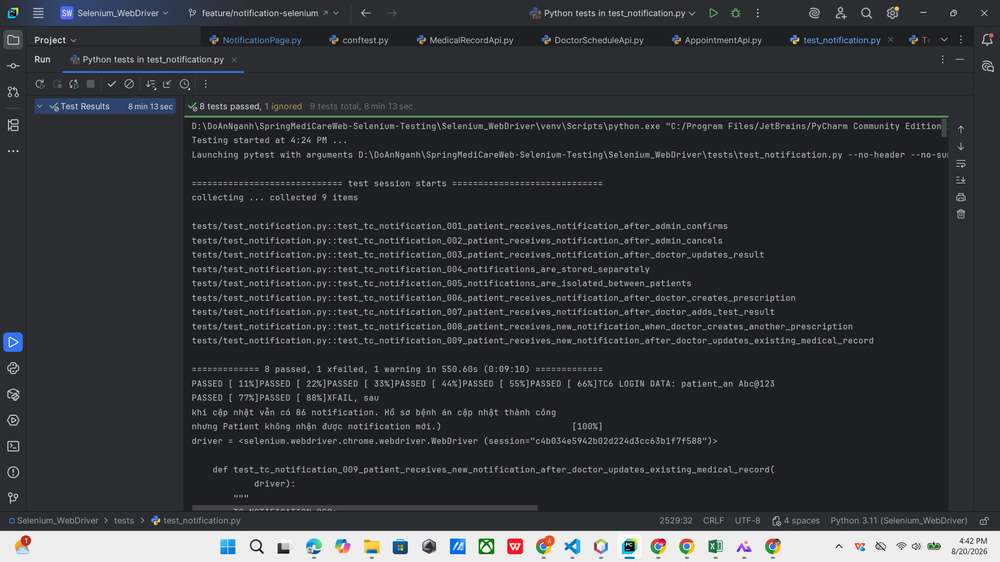 SW Selenium_WebDriver feature/notification-selenium Python tests in test_notification.py
Project NotificationPage.py conftest.py MedicalRecordApi.py DoctorScheduleApi.py AppointmentApi.py test_notification.py
Run Python tests in test_notification.py
Test Results 8 min 13 sec 8 tests passed, 1 ignored 9 tests total, 8 min 13 sec
D:\DoAnNganh\SpringMediCareWeb-Selenium-Testing\Selenium_WebDriver\venv\Scripts\python.exe "C:/Program Files/JetBrains/PyCharm Community Edition
Testing started at 4:24 PM ...
Launching pytest with arguments D:\DoAnNganh\SpringMediCareWeb-Selenium-Testing\Selenium_WebDriver\tests\test_notification.py --no-header --no-su
============================= test session starts =============================
collecting ... collected 9 items
tests/test_notification.py::test_tc_notification_001_patient_receives_notification_after_admin_confirms
tests/test_notification.py::test_tc_notification_002_patient_receives_notification_after_admin_cancels
tests/test_notification.py::test_tc_notification_003_patient_receives_notification_after_doctor_updates_result
tests/test_notification.py::test_tc_notification_004_notifications_are_stored_separately
tests/test_notification.py::test_tc_notification_005_notifications_are_isolated_between_patients
tests/test_notification.py::test_tc_notification_006_patient_receives_notification_after_doctor_creates_prescription
tests/test_notification.py::test_tc_notification_007_patient_receives_notification_after_doctor_adds_test_result
tests/test_notification.py::test_tc_notification_008_patient_receives_new_notification_when_doctor_creates_another_prescription
tests/test_notification.py::test_tc_notification_009_patient_receives_new_notification_after_doctor_updates_existing_medical_record
============= 8 passed, 1 xfailed, 1 warning in 550.60s (0:09:10) =============
PASSED [ 11%]PASSED [ 22%]PASSED [ 33%]PASSED [ 44%]PASSED [ 55%]PASSED [ 66%]TC6 LOGIN DATA: patient_an Abc@123
PASSED [ 77%]PASSED [ 88%]XFAIL, sau
khi cập nhật vẫn có 86 notification. Hồ sơ bệnh án cập nhật thành công
nhưng Patient không nhận được notification mới.) [100%]
driver = <selenium.webdriver.chrome.webdriver.WebDriver (session="c4b034e5942b02d224d3cc63b1f7f588")>
def test_tc_notification_009_patient_receives_new_notification_after_doctor_updates_existing_medical_record(
driver):
"""
Selenium_WebDriver > tests > test_notification.py 2529:32 CRLF UTF-8 4 spaces Python 3.11 (Selenium_WebDriver)
1 4:42 PM
8/20/2026